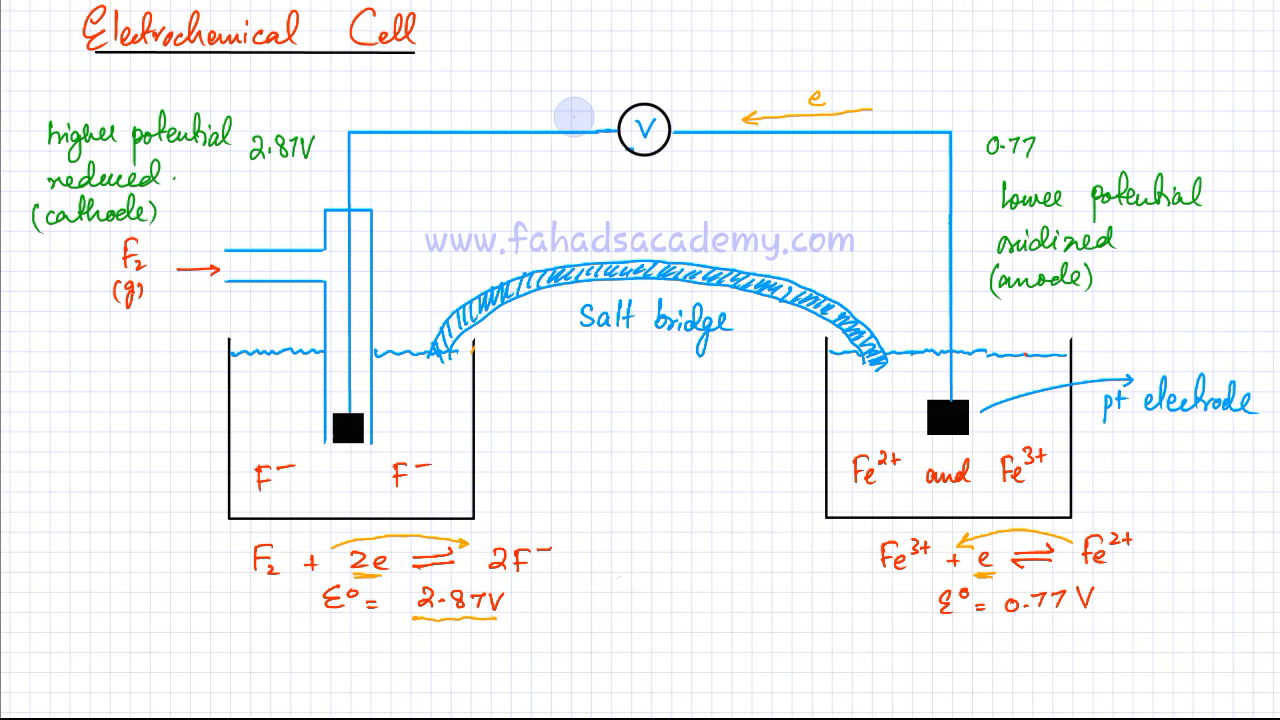 Electrochemical Cell
e
V
higher potential 2.87V
reduced.
(cathode)
0.77
lower potential
oxidized
(anode)
www.fahadsacademy.com
F₂
(g)
Salt bridge
pt electrode
F⁻ F⁻
Fe²⁺ and Fe³⁺
F₂ + 2e ⇌ 2F⁻
Ɛ° = 2.87V
Fe³⁺ + e ⇌ Fe²⁺
Ɛ° = 0.77 V